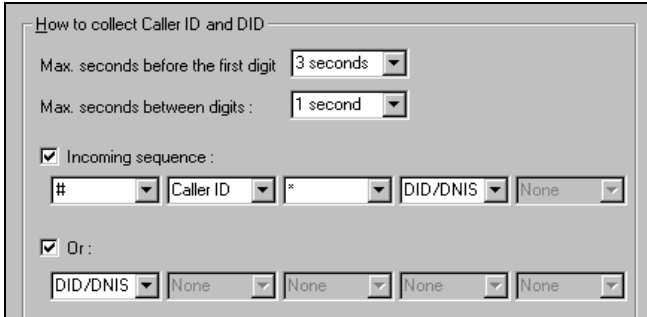 How to collect Caller ID and DID
Max. seconds before the first digit 3 seconds
Max. seconds between digits : 1 second
Incoming sequence :
# Caller ID * DID/DNIS None
Or :
DID/DNIS None None None None